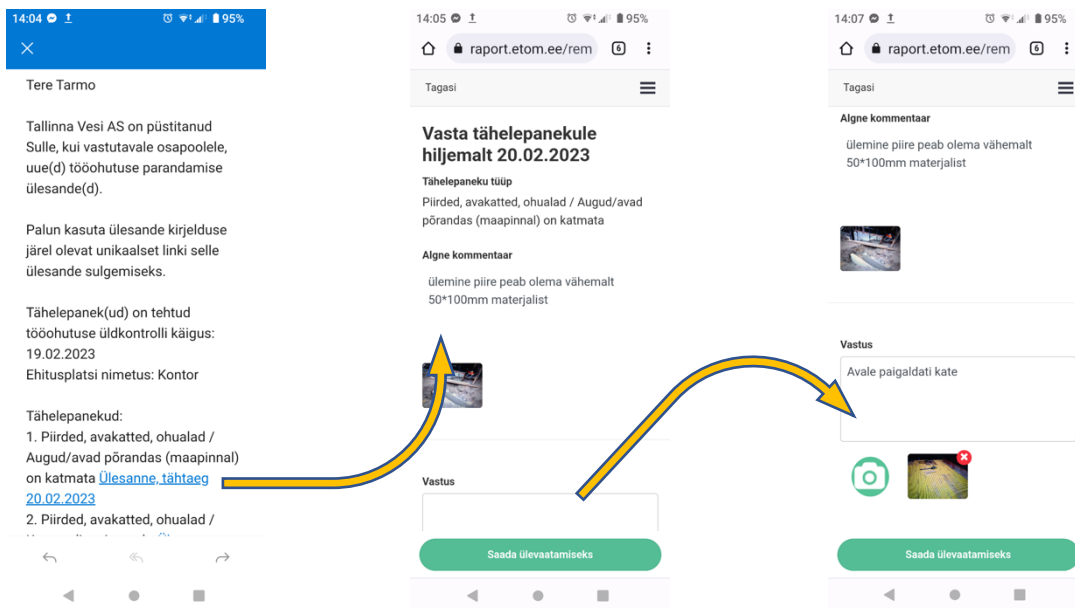 14:04 95%
Tere Tarmo
Tallinna Vesi AS on püstitanud
Sulle, kui vastutavale osapoolele,
uue(d) tööohutuse parandamise
ülesande(d).
Palun kasuta ülesande kirjelduse
järel olevat unikaalset linki selle
ülesande sulgemiseks.
Tähelepanek(ud) on tehtud
tööohutuse üldkontrolli käigus:
19.02.2023
Ehitusplatsi nimetus: Kontor
Tähelepanekud:
1. Piirded, avakatted, ohualad /
Augud/avad põrandas (maapinnal)
on katmata Ülesanne, tähtaeg
20.02.2023
2. Piirded, avakatted, ohualad /
14:05 95%
raport.etom.ee/rem 6
Tagasi
Vasta tähelepanekule
hiljemalt 20.02.2023
Tähelepaneku tüüp
Piirded, avakatted, ohualad / Augud/avad
põrandas (maapinnal) on katmata
Algne kommentaar
ülemine piire peab olema vähemalt
50*100mm materjalist
Vastus
Saada ülevaatamiseks
14:07 95%
raport.etom.ee/rem 6
Tagasi
Algne kommentaar
ülemine piire peab olema vähemalt
50*100mm materjalist
Vastus
Avale paigaldati kate
Saada ülevaatamiseks